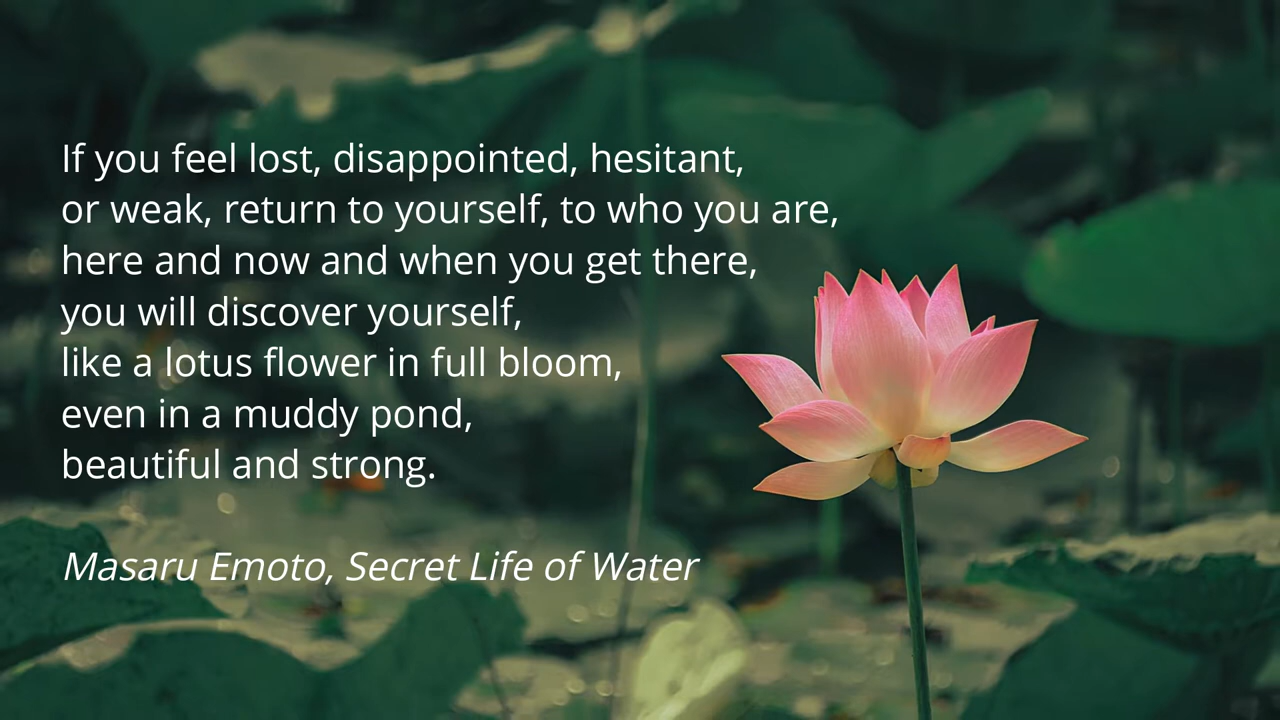 If you feel lost, disappointed, hesitant,
or weak, return to yourself, to who you are,
here and now and when you get there,
you will discover yourself,
like a lotus flower in full bloom,
even in a muddy pond,
beautiful and strong.
Masaru Emoto, Secret Life of Water